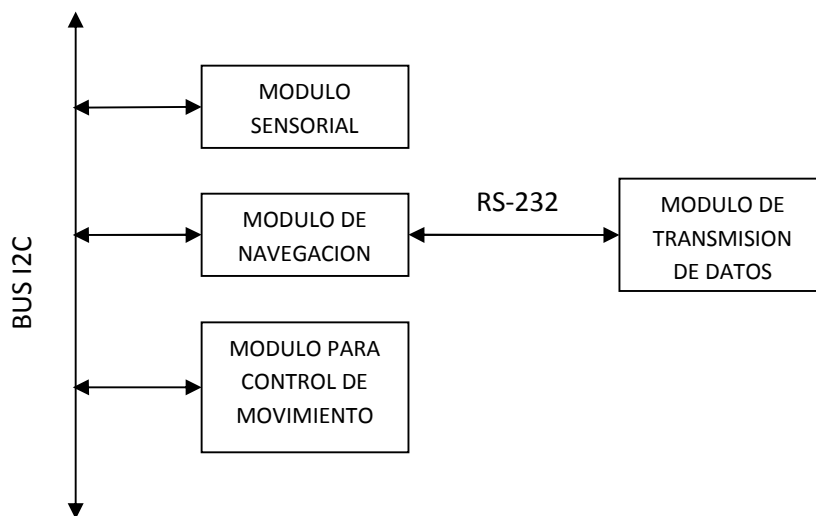 MODULO
SENSORIAL
MODULO DE
NAVEGACION
RS-232
MODULO DE
TRANSMISION
DE DATOS
BUS I2C
MODULO PARA
CONTROL DE
MOVIMIENTO